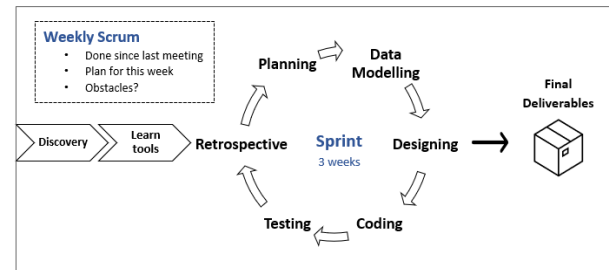 Weekly Scrum
• Done since last meeting
• Plan for this week
• Obstacles?
Discovery
Learn
tools
Retrospective
Planning
Data
Modelling
Designing
Coding
Testing
Sprint
3 weeks
Final
Deliverables